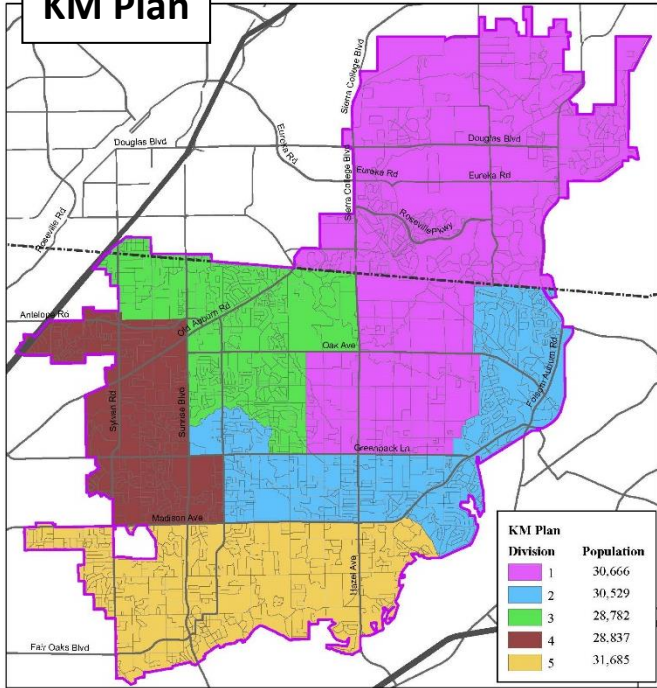 KM Plan
Sierra College Blvd
Eureka Rd
Douglas Blvd
Douglas Blvd
Sierra College Blvd
Eureka Rd
Eureka Rd
Roseville Rd
RosevillePkwy
Antelope Rd
Old Auburn Rd
Oak Ave
Folsom Auburn Rd
Sylvan Rd
Sunrise Blvd
Greenback Ln
Madison Ave
Hazel Ave
Fair Oaks Blvd
KM Plan
Division Population
1 30,666
2 30,529
3 28,782
4 28,837
5 31,685